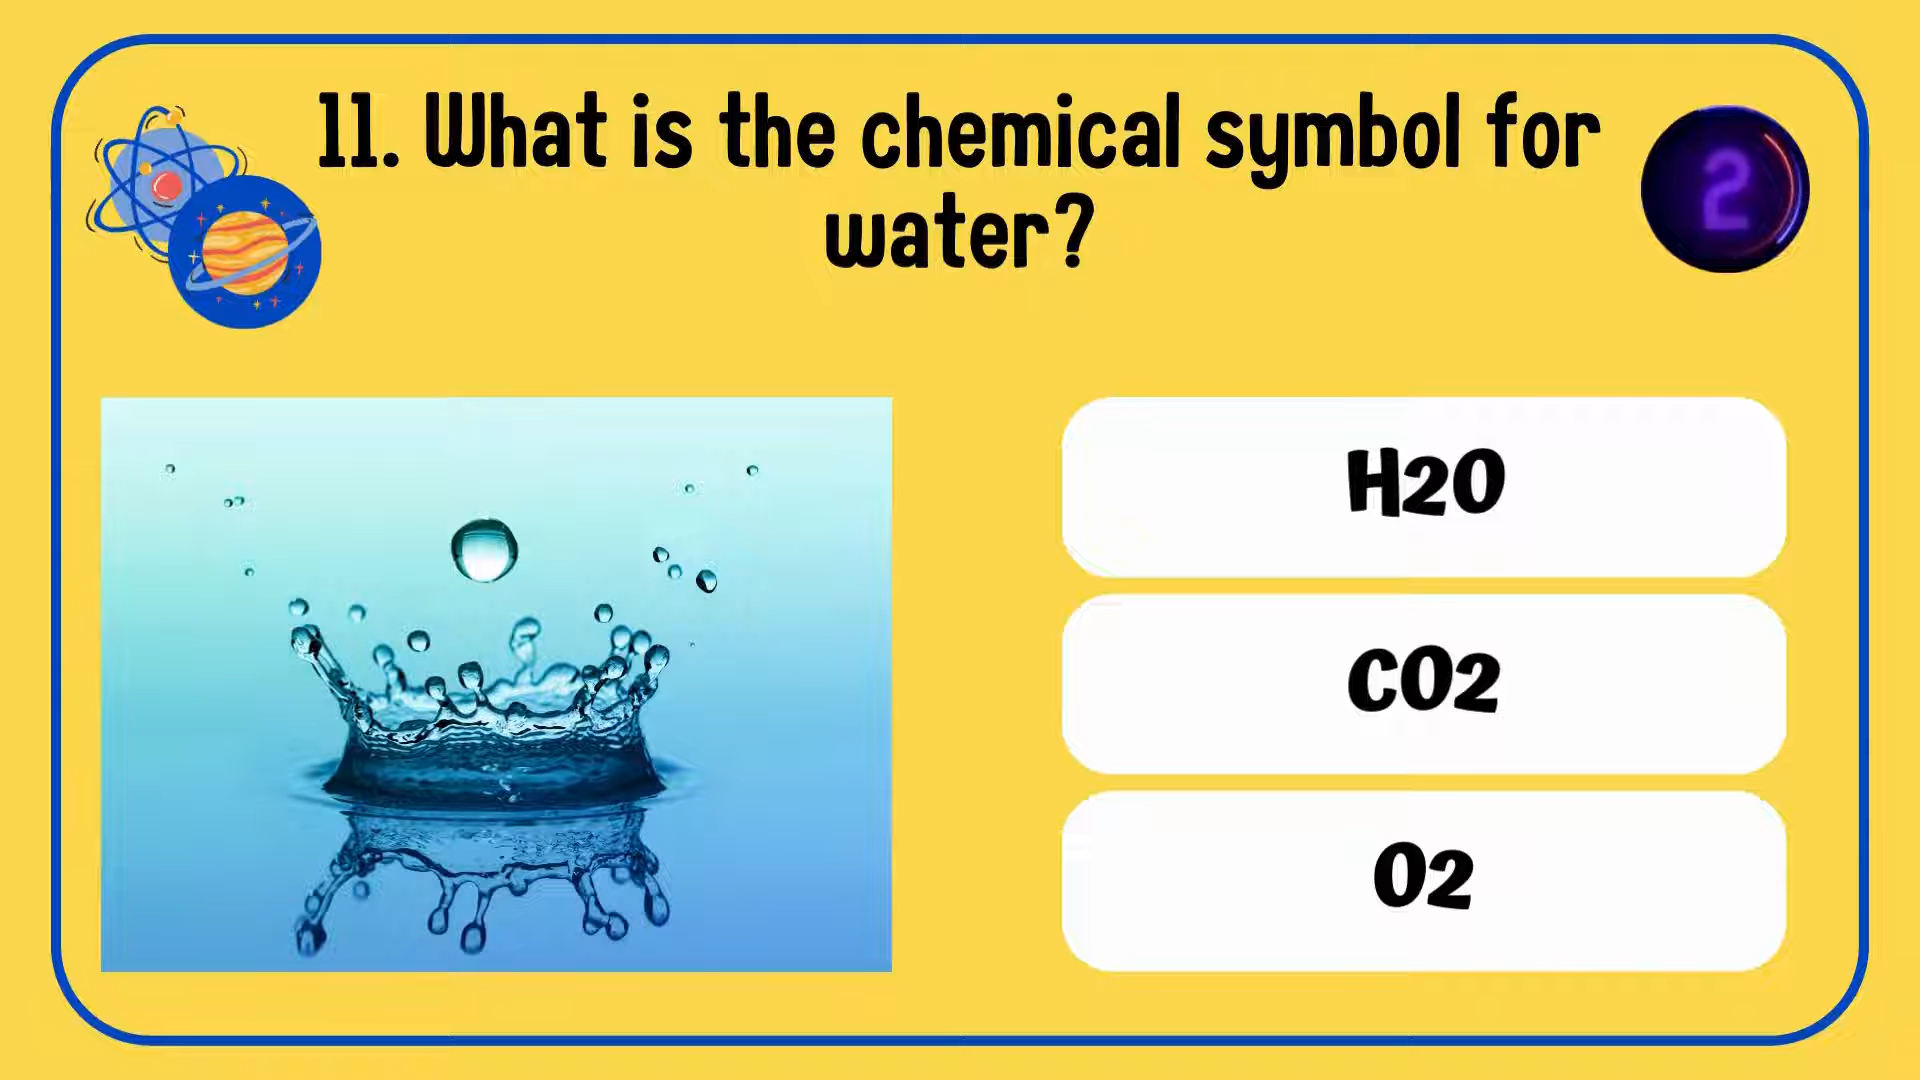 11. What is the chemical symbol for
water?
2
H2O
CO2
O2